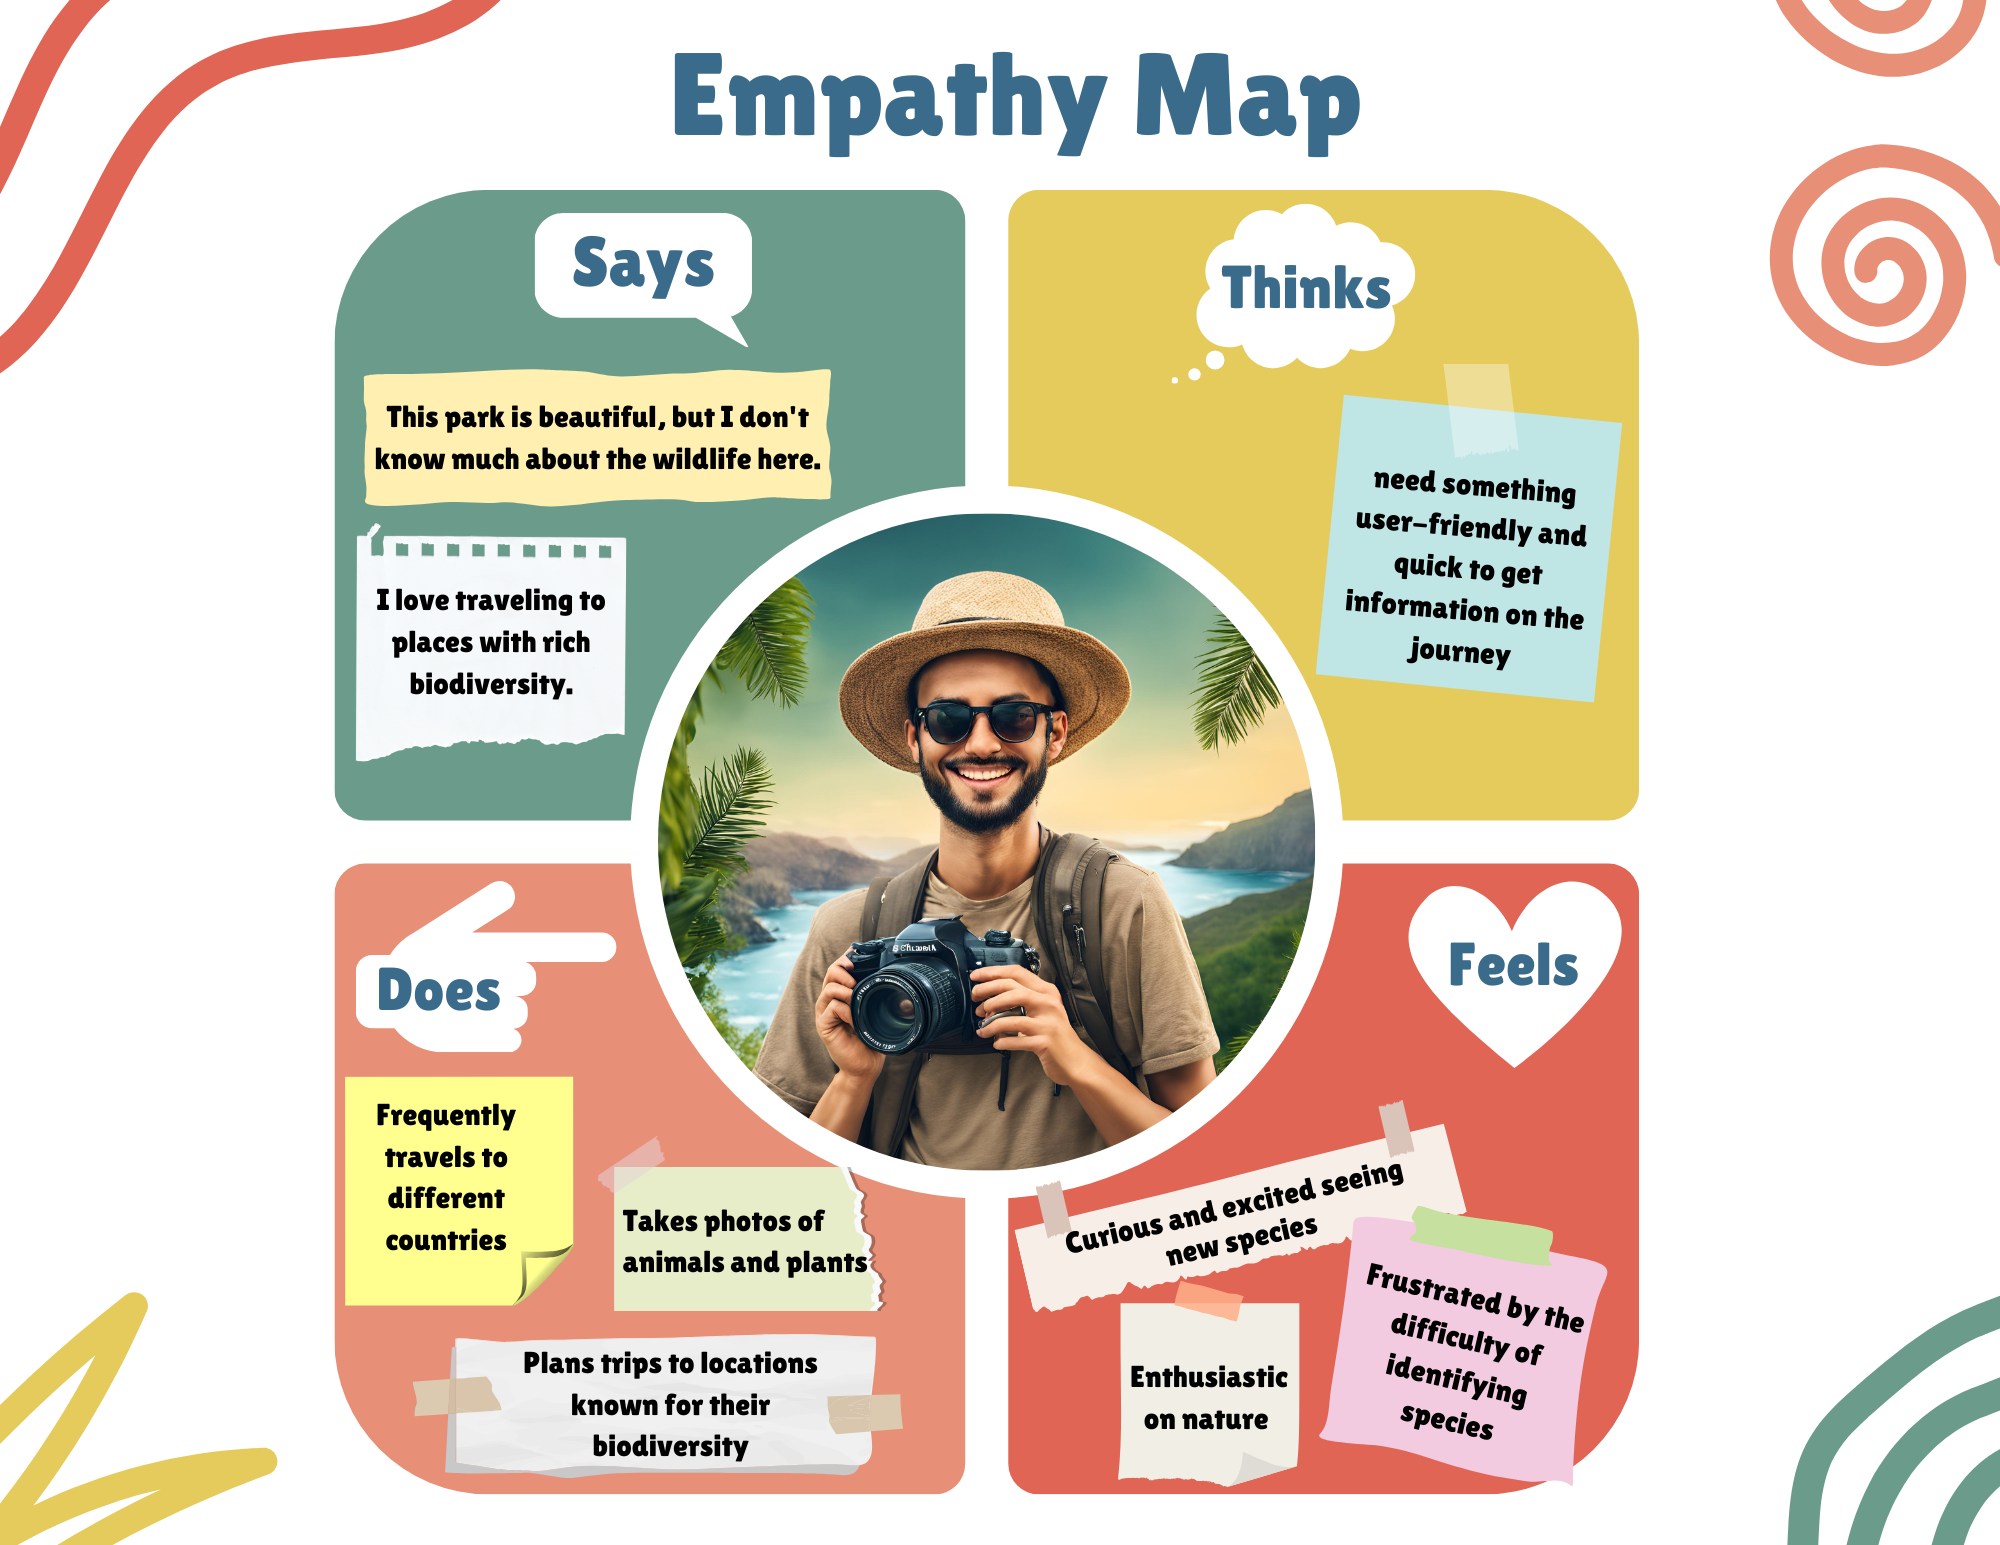 Empathy Map
Says
This park is beautiful, but I don't
know much about the wildlife here.
I love traveling to
places with rich
biodiversity.
Thinks
need something
user-friendly and
quick to get
information on the
journey
Does
Frequently
travels to
different
countries
Takes photos of
animals and plants
Plans trips to locations
known for their
biodiversity
Feels
Curious and excited seeing
new species
Enthusiastic
on nature
Frustrated by the
difficulty of
identifying
species